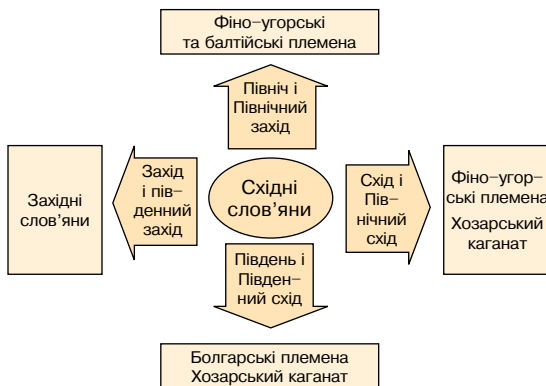 Фіно-угорські
та балтійські племена
Північ і
Північний
захід
Західні
слов'яни
Захід
і пів-
денний
захід
Східні
слов'яни
Схід і
Пів-
нічний
схід
Фіно-угор-
ські племена
Хозарський
каганат
Південь і
Півден-
ний схід
Болгарські племена
Хозарський каганат